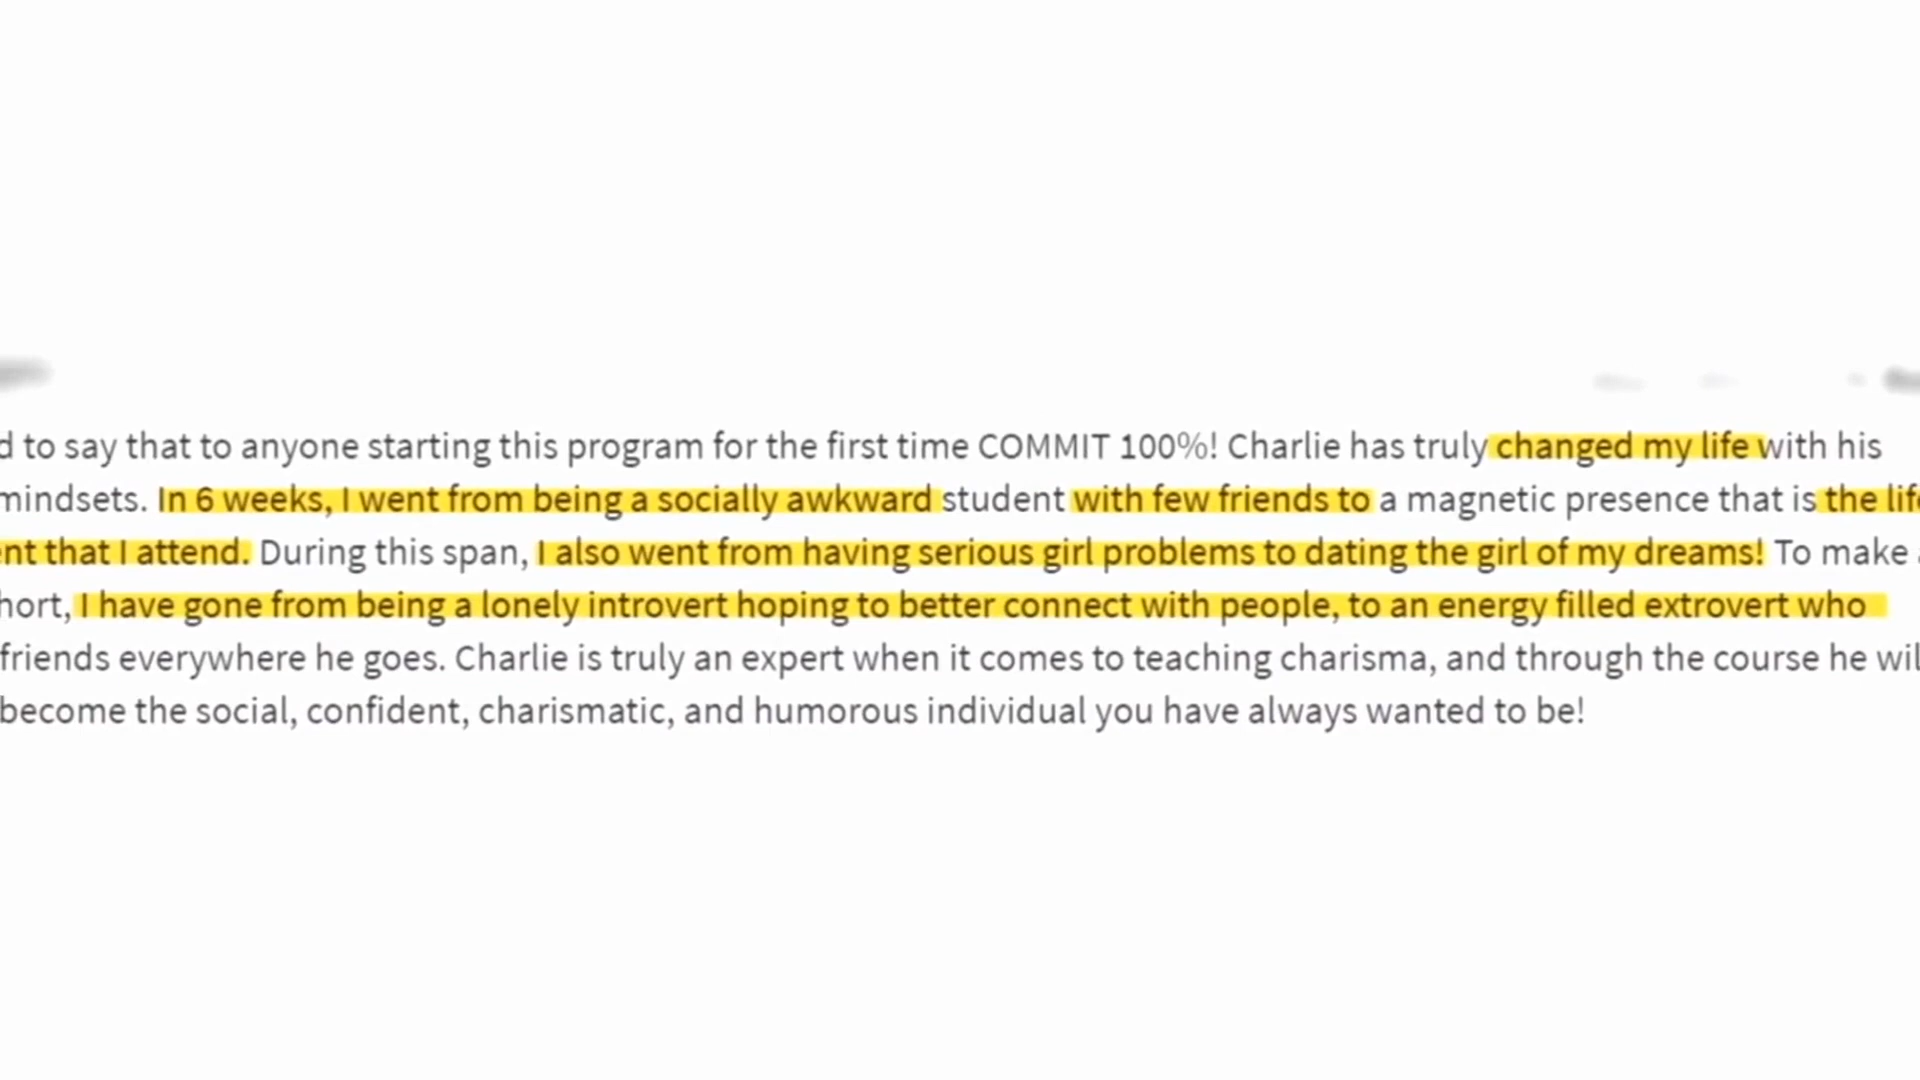 to say that to anyone starting this program for the first time COMMIT 100%! Charlie has truly changed my life with his
mindsets. In 6 weeks, I went from being a socially awkward student with few friends to a magnetic presence that is the
that I attend. During this span, I also went from having serious girl problems to dating the girl of my dreams! To make
I have gone from being a lonely introvert hoping to better connect with people, to an energy filled extrovert who
friends everywhere he goes. Charlie is truly an expert when it comes to teaching charisma, and through the course he
become the social, confident, charismatic, and humorous individual you have always wanted to be!